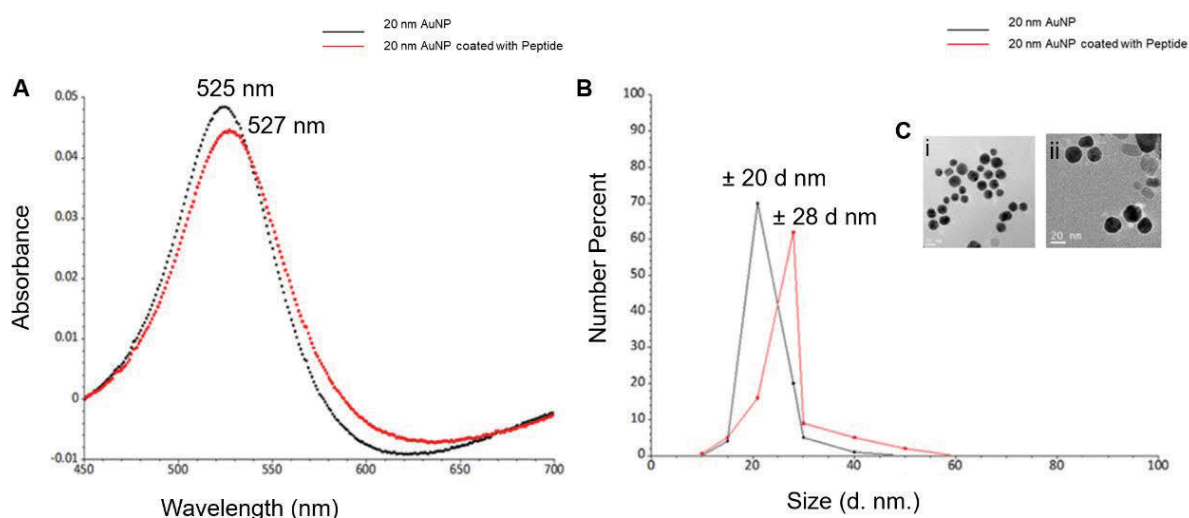 20 nm AuNP
20 nm AuNP coated with Peptide
20 nm AuNP
20 nm AuNP coated with Peptide
A
525 nm
527 nm
0.05
0.04
0.03
0.02
0.01
0
-0.01
450
500
550
600
650
700
Absorbance
Wavelength (nm)
B
100
90
80
70
60
50
40
30
20
10
0
0
20
40
60
80
100
± 20 d nm
± 28 d nm
Number Percent
Size (d. nm.)
C
i
ii
20 nm